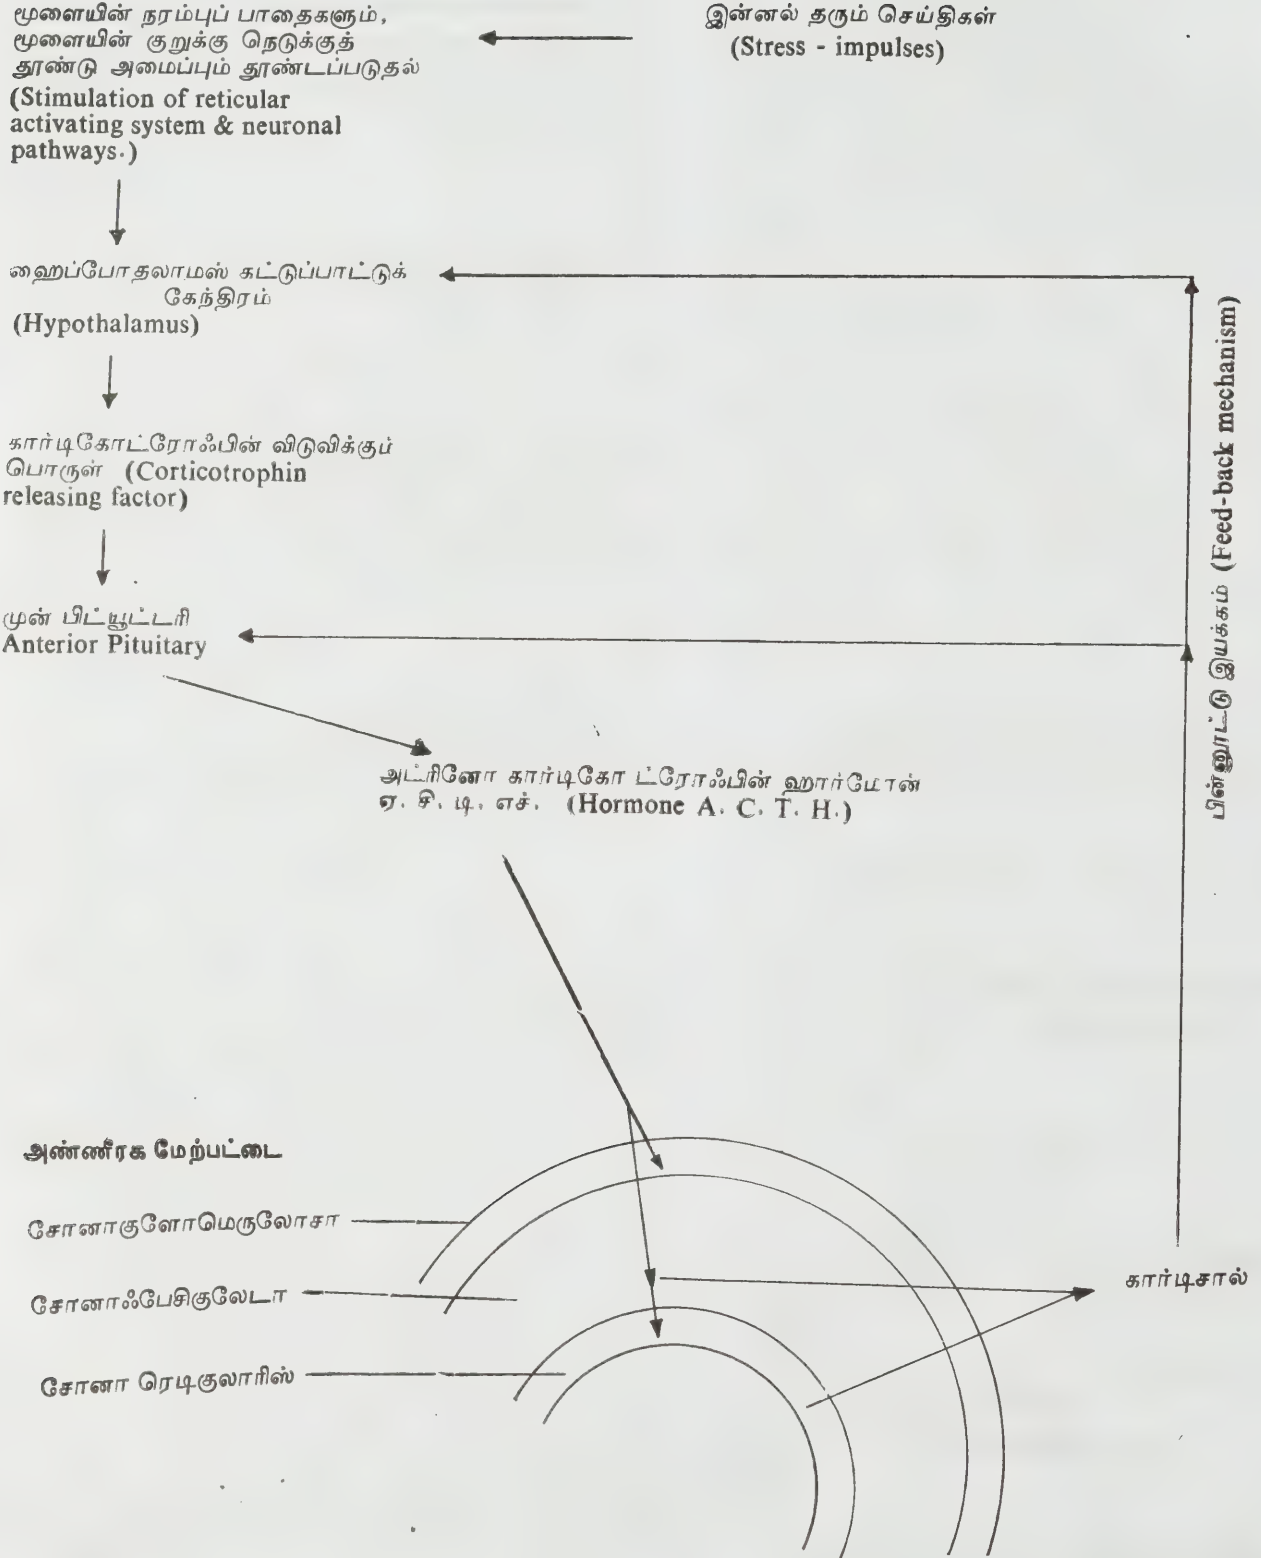 மூளையின் நரம்புப் பாதைகளும்,
மூளையின் குறுக்கு நெடுக்குத்
தூண்டு அமைப்பும் தூண்டப்படுதல்
(Stimulation of reticular
activating system & neuronal
pathways.)
இன்னல் தரும் செய்திகள்
(Stress - impulses)
ஹைப்போதலாமஸ் கட்டுப்பாட்டுக்
கேந்திரம்
(Hypothalamus)
கார்டிகோட்ரோஃபின் விடுவிக்கும்
பொருள் (Corticotrophin
releasing factor)
முன் பிட்யூட்டரி
Anterior Pituitary
பின்னூட்டு இயக்கம் (Feed-back mechanism)
அட்ரினோ கார்டிகோ ட்ரோஃபின் ஹார்மோன்
ஏ. சி. டி. எச். (Hormone A. C. T. H.)
அண்ணீரக மேற்பட்டை
சோனாகுளோமெருலோசா
சோனாஃபேசிகுலேடா
சோனா ரெடிகுலாரிஸ்
கார்டிசால்